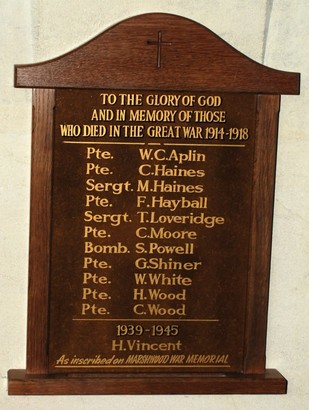 TO THE GLORY OF GOD
AND IN MEMORY OF THOSE
WHO DIED IN THE GREAT WAR 1914-1918
Pte. W.C.Aplin
Pte. C.Haines
Sergt. M.Haines
Pte. F.Hayball
Sergt. T.Loveridge
Pte. C.Moore
Bomb. S.Powell
Pte. G.Shiner
Pte. W.White
Pte. H.Wood
Pte. C.Wood
1939-1945
H.Vincent
As inscribed on MARSHWOOD WAR MEMORIAL